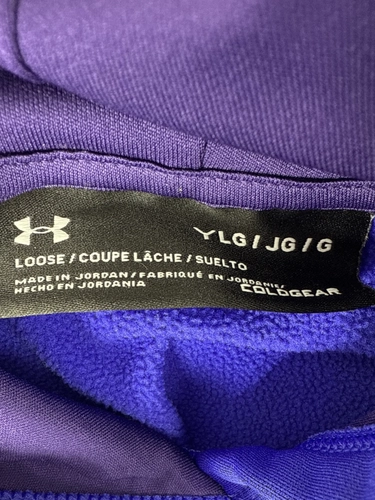 YLG / JG / G
LOOSE / COUPE LÂCHE / SUELTO
MADE IN JORDAN / FABRIQUÉ EN JORDANIE/
HECHO EN JORDANIA
COLDGEAR